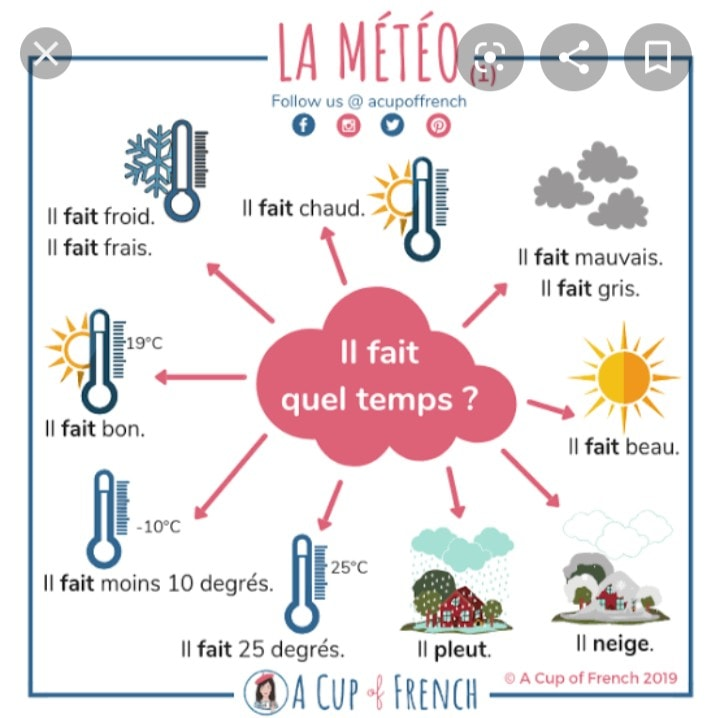 LA MÉTÉO
(1)
Follow us @ acupoffrench
Il fait froid.
Il fait frais.
Il fait chaud.
Il fait mauvais.
Il fait gris.
19°C
Il fait bon.
Il fait
quel temps ?
Il fait beau.
-10°C
Il fait moins 10 degrés.
25°C
Il fait 25 degrés.
Il pleut.
Il neige.
© A Cup of French 2019
A CUP of FRENCH